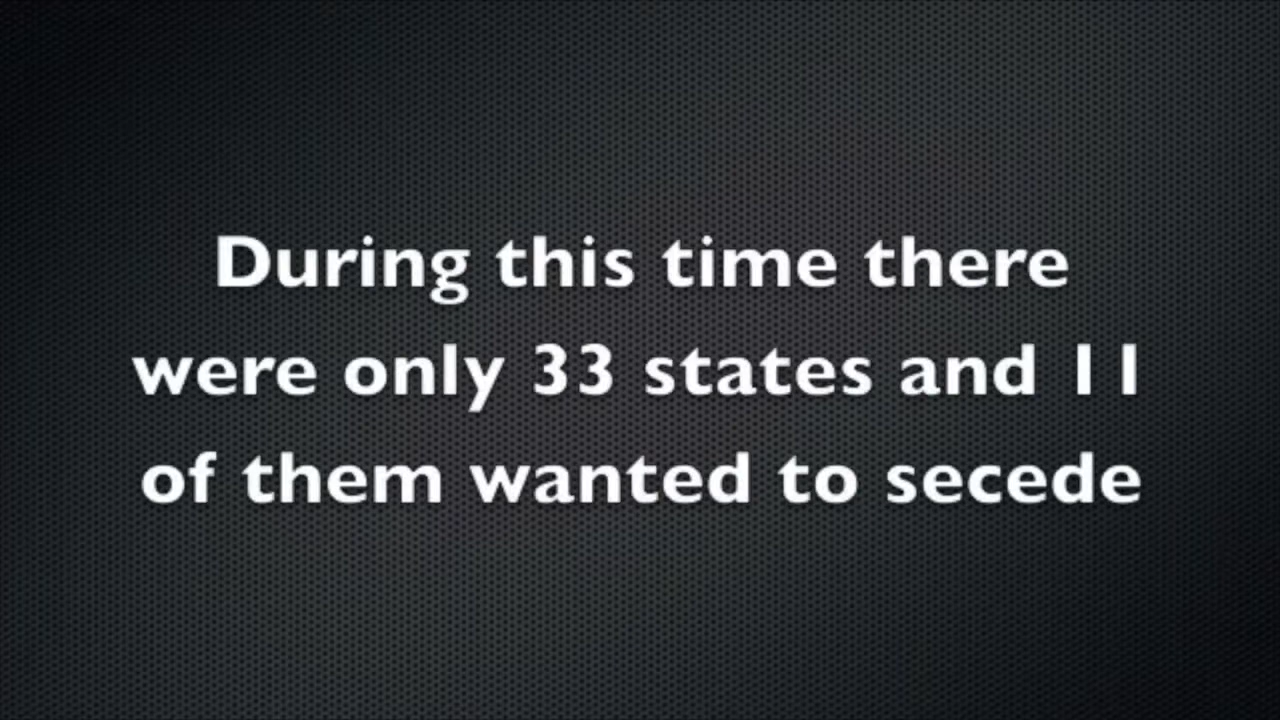 During this time there
were only 33 states and 11
of them wanted to secede